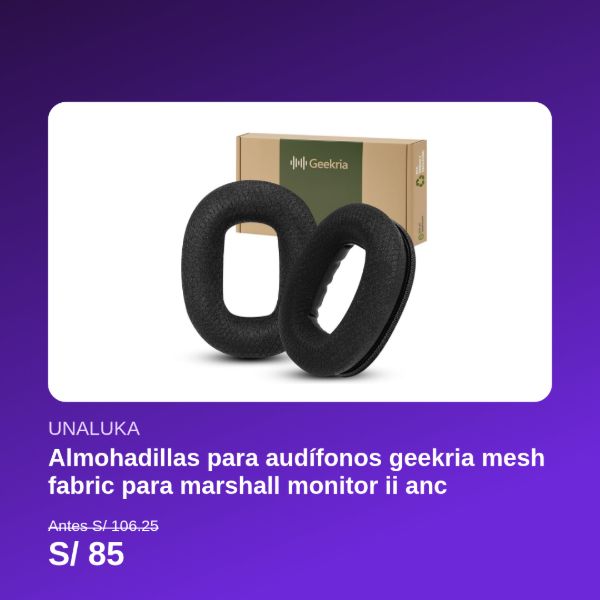 Geekria
UNALUKA
Almohadillas para audífonos geekria mesh
fabric para marshall monitor ii anc
Antes S/ 106.25
S/ 85